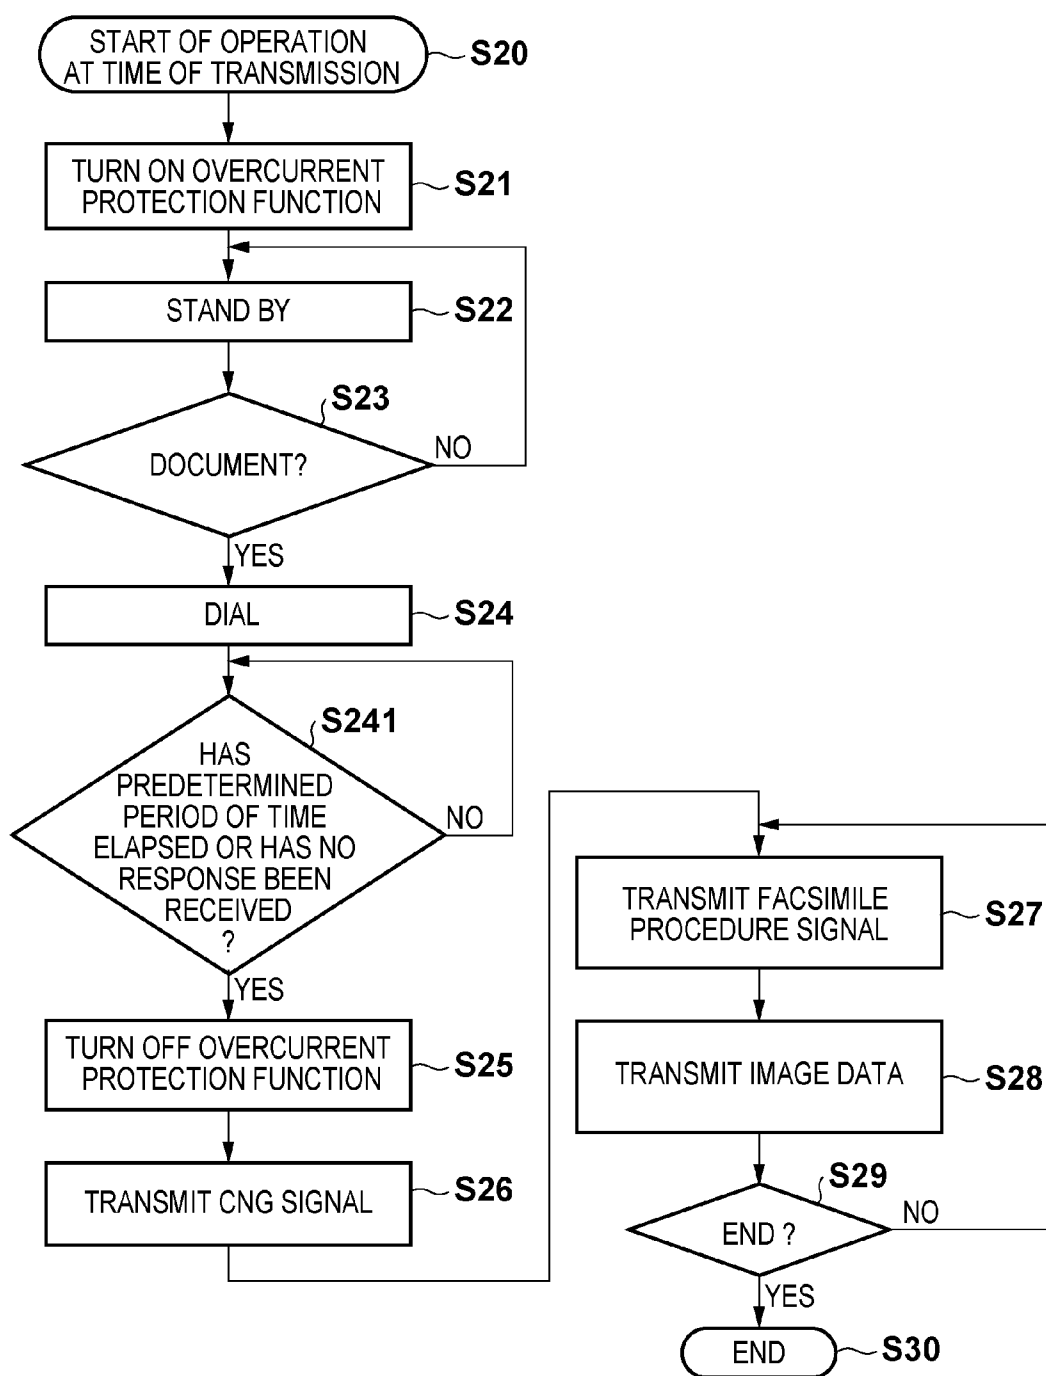 START OF OPERATION
AT TIME OF TRANSMISSION
S20
TURN ON OVERCURRENT
PROTECTION FUNCTION
S21
STAND BY
S22
S23
DOCUMENT?
NO
YES
DIAL
S24
S241
HAS
PREDETERMINED
PERIOD OF TIME
ELAPSED OR HAS NO
RESPONSE BEEN
RECEIVED
?
NO
YES
TURN OFF OVERCURRENT
PROTECTION FUNCTION
S25
TRANSMIT CNG SIGNAL
S26
TRANSMIT FACSIMILE
PROCEDURE SIGNAL
S27
TRANSMIT IMAGE DATA
S28
S29
END ?
NO
YES
END
S30